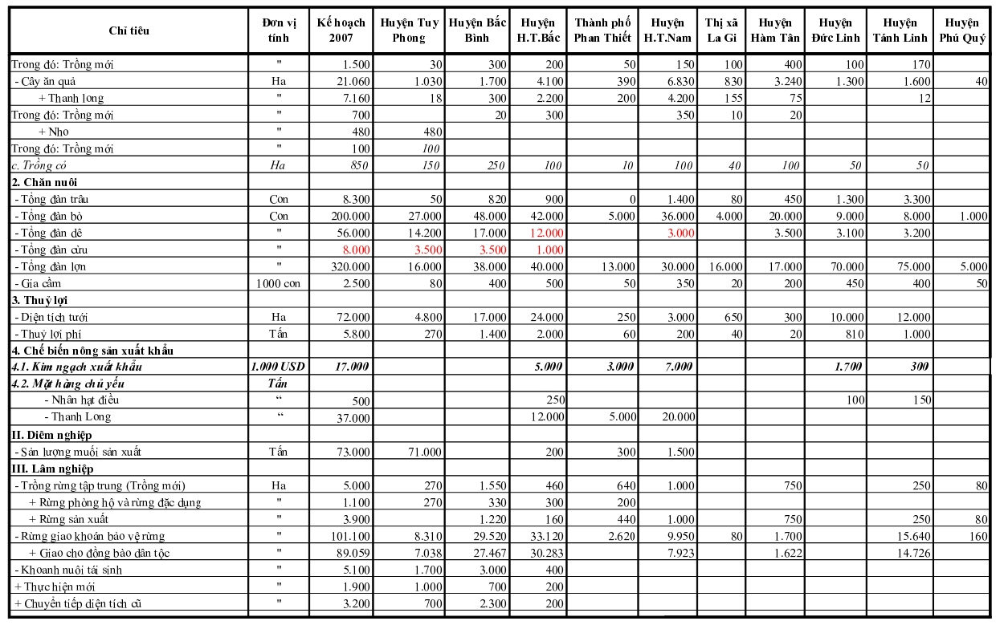 Chỉ tiêu Đơn vị tính Kế hoạch 2007 Huyện Tuy Phong Huyện Bắc Bình Huyện H.T.Bắc Thành phố Phan Thiết Huyện H.T.Nam Thị xã La Gi Huyện Hàm Tân Huyện Đức Linh Huyện Tánh Linh Huyện Phú Quý
Trong đó: Trồng mới " 1.500 30 300 200 50 150 100 400 100 170
- Cây ăn quả Ha 21.060 1.030 1.700 4.100 390 6.830 830 3.240 1.300 1.600 40
+ Thanh long " 7.160 18 300 2.200 200 4.200 155 75 12
Trong đó: Trồng mới " 700 20 300 350 10 20
+ Nho " 480 480
Trong đó: Trồng mới " 100 100
c. Trồng cỏ Ha 850 150 250 100 10 100 40 100 50 50
2. Chăn nuôi
- Tổng đàn trâu Con 8.300 50 820 900 0 1.400 80 450 1.300 3.300
- Tổng đàn bò Con 200.000 27.000 48.000 42.000 5.000 36.000 4.000 20.000 9.000 8.000 1.000
- Tổng đàn dê " 56.000 14.200 17.000 12.000 3.000 3.500 3.100 3.200
- Tổng đàn cừu " 8.000 3.500 3.500 1.000
- Tổng đàn lợn " 320.000 16.000 38.000 40.000 13.000 30.000 16.000 17.000 70.000 75.000 5.000
- Gia cầm 1000 con 2.500 80 400 500 50 350 20 200 450 400 50
3. Thuỷ lợi
- Diện tích tưới Ha 72.000 4.800 17.000 24.000 250 3.000 650 300 10.000 12.000
- Thuỷ lợi phí Tấn 5.800 270 1.400 2.000 60 200 40 20 810 1.000
4. Chế biến nông sản xuất khẩu
4.1. Kim ngạch xuất khẩu 1.000 USD 17.000 5.000 3.000 7.000 1.700 300
4.2. Mặt hàng chủ yếu Tấn
- Nhân hạt điều “ 500 250 100 150
- Thanh Long “ 37.000 12.000 5.000 20.000
II. Diêm nghiệp
- Sản lượng muối sản xuất Tấn 73.000 71.000 200 300 1.500
III. Lâm nghiệp
- Trồng rừng tập trung (Trồng mới) Ha 5.000 270 1.550 460 640 1.000 750 250 80
+ Rừng phòng hộ và rừng đặc dụng " 1.100 270 330 300 200
+ Rừng sản xuất " 3.900 1.220 160 440 1.000 750 250 80
- Rừng giao khoán bảo vệ rừng " 101.100 8.310 29.520 33.120 2.620 9.950 80 1.700 15.640 160
+ Giao cho đồng bào dân tộc " 89.059 7.038 27.467 30.283 7.923 1.622 14.726
- Khoanh nuôi tái sinh " 5.100 1.700 3.000 400
+ Thực hiện mới " 1.900 1.000 700 200
+ Chuyển tiếp diện tích cũ " 3.200 700 2.300 200